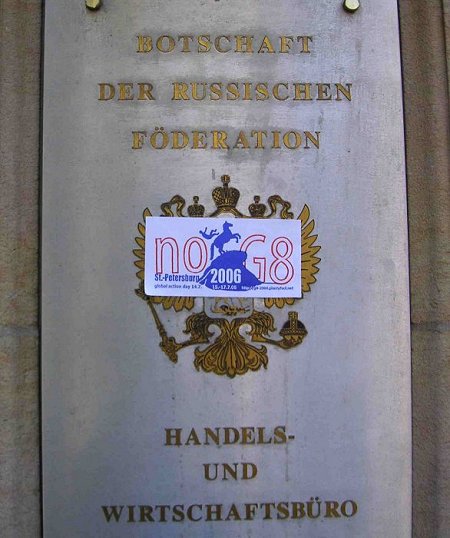 BOTSCHAFT
DER RUSSISCHEN
FÖDERATION
no G8
St.-Petersburg 2006
global action day 14.7. 15.-17.7.06
HANDELS-
UND
WIRTSCHAFTSBÜRO